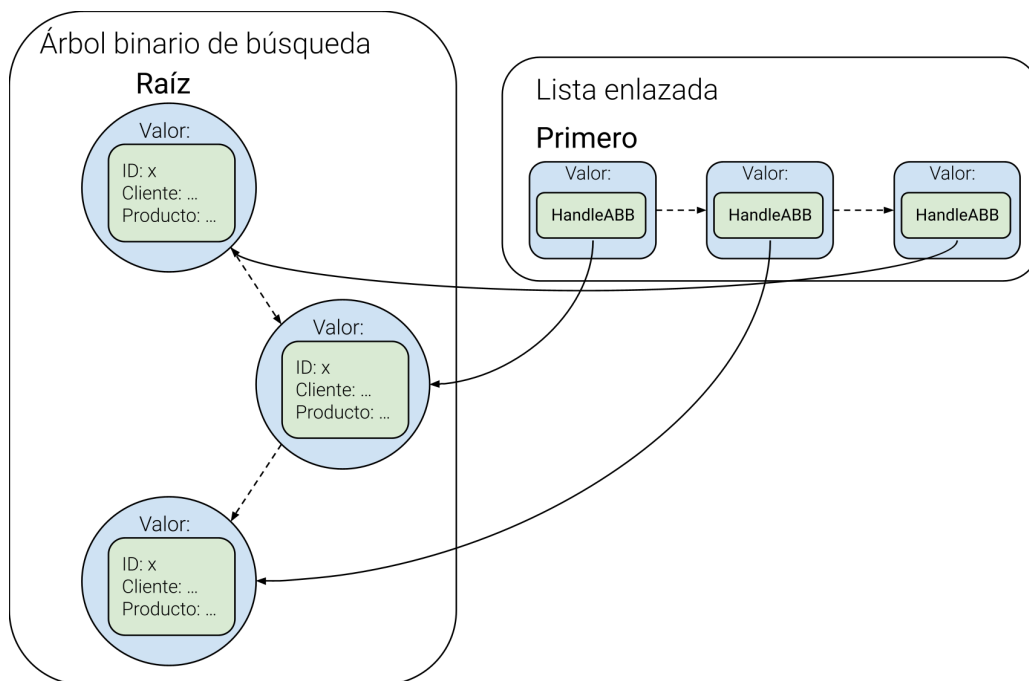 Árbol binario de búsqueda
Raíz
Valor:
ID: x
Cliente: ...
Producto: ...
Valor:
ID: x
Cliente: ...
Producto: ...
Valor:
ID: x
Cliente: ...
Producto: ...
Lista enlazada
Primero
Valor:
HandleABB
Valor:
HandleABB
Valor:
HandleABB